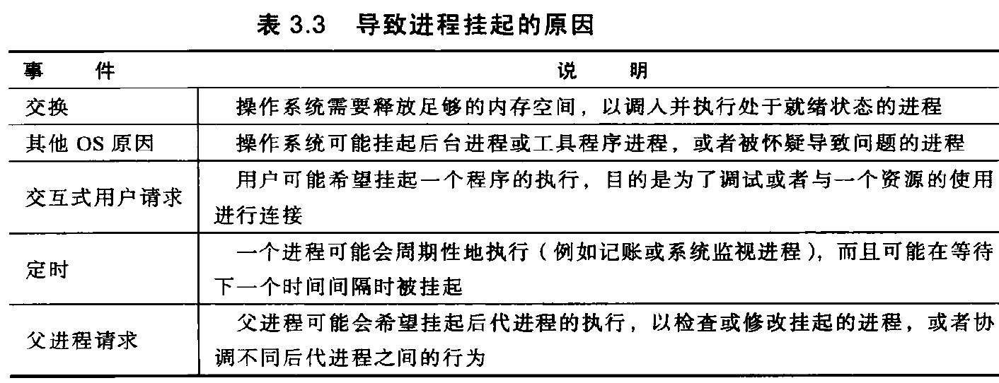 表 3.3 导致进程挂起的原因
事 件 说 明
交换 操作系统需要释放足够的内存空间，以调入并执行处于就绪状态的进程
其他 OS 原因 操作系统可能挂起后台进程或工具程序进程，或者被怀疑导致问题的进程
交互式用户请求 用户可能希望挂起一个程序的执行，目的是为了调试或者与一个资源的使用
进行连接
定时 一个进程可能会周期性地执行（例如记账或系统监视进程），而且可能在等待
下一个时间间隔时被挂起
父进程请求 父进程可能会希望挂起后代进程的执行，以检查或修改挂起的进程，或者协
调不同后代进程之间的行为